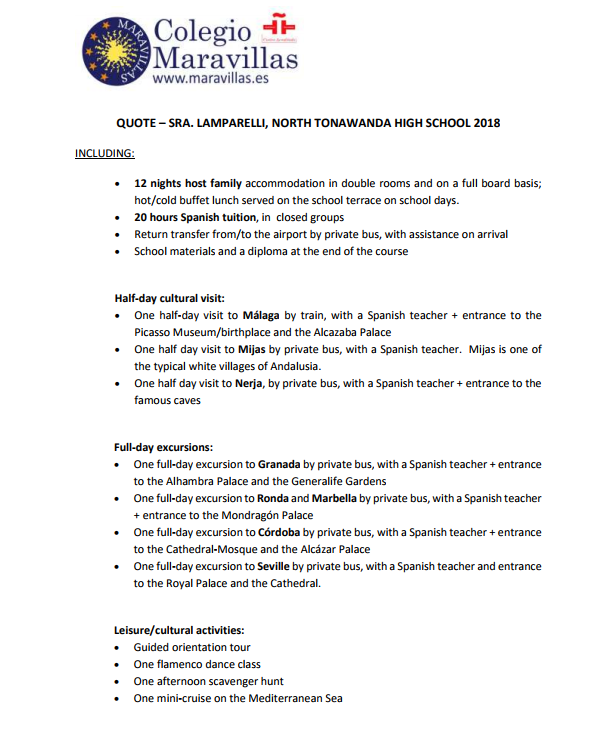 MARAVILLAS
Colegio
Maravillas
www.maravillas.es
QUOTE – SRA. LAMPARELLI, NORTH TONAWANDA HIGH SCHOOL 2018
INCLUDING:
• 12 nights host family accommodation in double rooms and on a full board basis;
hot/cold buffet lunch served on the school terrace on school days.
• 20 hours Spanish tuition, in closed groups
• Return transfer from/to the airport by private bus, with assistance on arrival
• School materials and a diploma at the end of the course
Half-day cultural visit:
• One half-day visit to Málaga by train, with a Spanish teacher + entrance to the
Picasso Museum/birthplace and the Alcazaba Palace
• One half day visit to Mijas by private bus, with a Spanish teacher. Mijas is one of
the typical white villages of Andalusia.
• One half day visit to Nerja, by private bus, with a Spanish teacher + entrance to the
famous caves
Full-day excursions:
• One full-day excursion to Granada by private bus, with a Spanish teacher + entrance
to the Alhambra Palace and the Generalife Gardens
• One full-day excursion to Ronda and Marbella by private bus, with a Spanish teacher
+ entrance to the Mondragón Palace
• One full-day excursion to Córdoba by private bus, with a Spanish teacher + entrance
to the Cathedral-Mosque and the Alcázar Palace
• One full-day excursion to Seville by private bus, with a Spanish teacher and entrance
to the Royal Palace and the Cathedral.
Leisure/cultural activities:
• Guided orientation tour
• One flamenco dance class
• One afternoon scavenger hunt
• One mini-cruise on the Mediterranean Sea